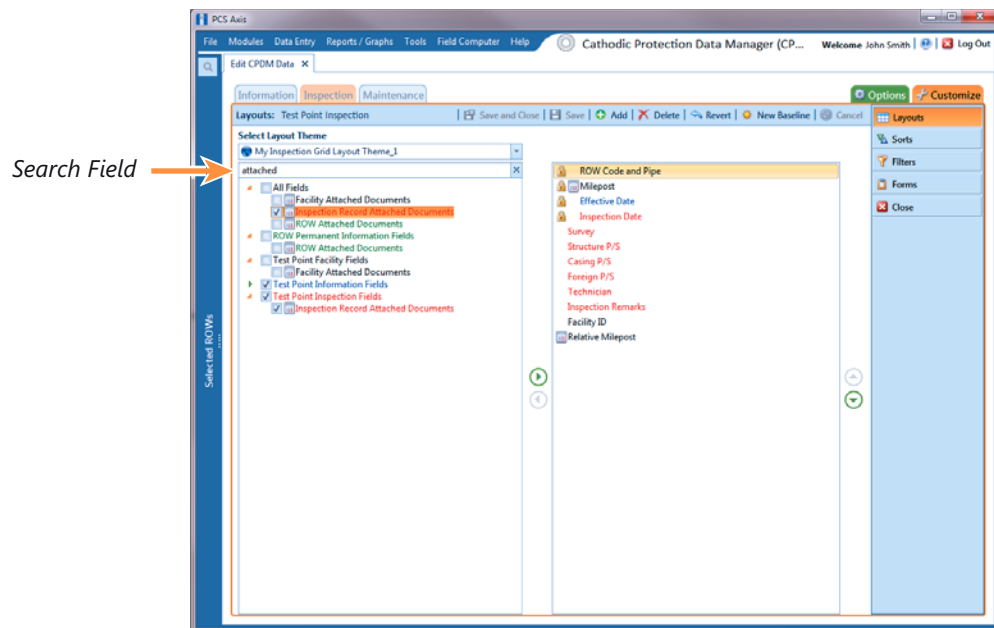 PCS Axis
File Modules Data Entry Reports / Graphs Tools Field Computer Help
Cathodic Protection Data Manager (CP... Welcome John Smith | | Log Out
Edit CPDM Data ×
Information Inspection Maintenance
Options Customize
Layouts: Test Point Inspection | Save and Close | Save | Add | Delete | Revert | New Baseline | Cancel
Select Layout Theme
My Inspection Grid Layout Theme_1
Search Field
attached
All Fields
Facility Attached Documents
Inspection Record Attached Documents
ROW Attached Documents
ROW Permanent Information Fields
ROW Attached Documents
Test Point Facility Fields
Facility Attached Documents
Test Point Information Fields
Test Point Inspection Fields
Inspection Record Attached Documents
ROW Code and Pipe
Milepost
Effective Date
Inspection Date
Survey
Structure P/S
Casing P/S
Foreign P/S
Technician
Inspection Remarks
Facility ID
Relative Milepost
Layouts
Sorts
Filters
Forms
Close
Selected ROWs